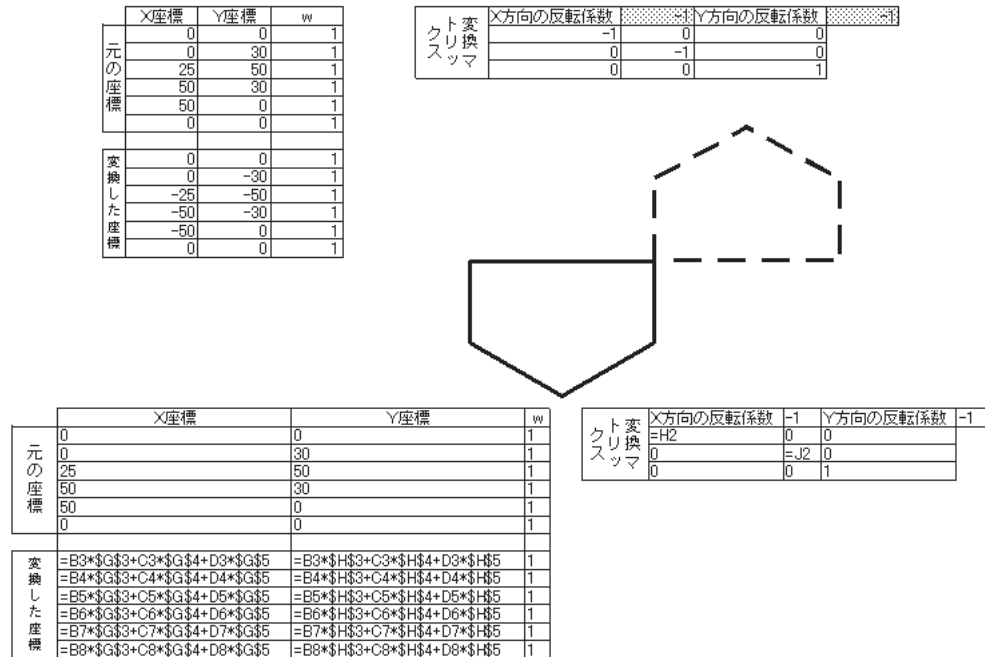 X座標 Y座標 w
元の座標
0 0 1
0 30 1
25 50 1
50 30 1
50 0 1
0 0 1
変換した座標
0 0 1
0 -30 1
-25 -50 1
-50 -30 1
-50 0 1
0 0 1
変換マトリックス
X方向の反転係数 -1 Y方向の反転係数 -1
-1 0 0
0 -1 0
0 0 1
X座標 Y座標 w
元の座標
0 0 1
0 30 1
25 50 1
50 30 1
50 0 1
0 0 1
変換した座標
=B3*$G$3+C3*$G$4+D3*$G$5 =B3*$H$3+C3*$H$4+D3*$H$5 1
=B4*$G$3+C4*$G$4+D4*$G$5 =B4*$H$3+C4*$H$4+D4*$H$5 1
=B5*$G$3+C5*$G$4+D5*$G$5 =B5*$H$3+C5*$H$4+D5*$H$5 1
=B6*$G$3+C6*$G$4+D6*$G$5 =B6*$H$3+C6*$H$4+D6*$H$5 1
=B7*$G$3+C7*$G$4+D7*$G$5 =B7*$H$3+C7*$H$4+D7*$H$5 1
=B8*$G$3+C8*$G$4+D8*$G$5 =B8*$H$3+C8*$H$4+D8*$H$5 1
変換マトリックス
X方向の反転係数 -1 Y方向の反転係数 -1
=H2 0 0
0 =J2 0
0 0 1